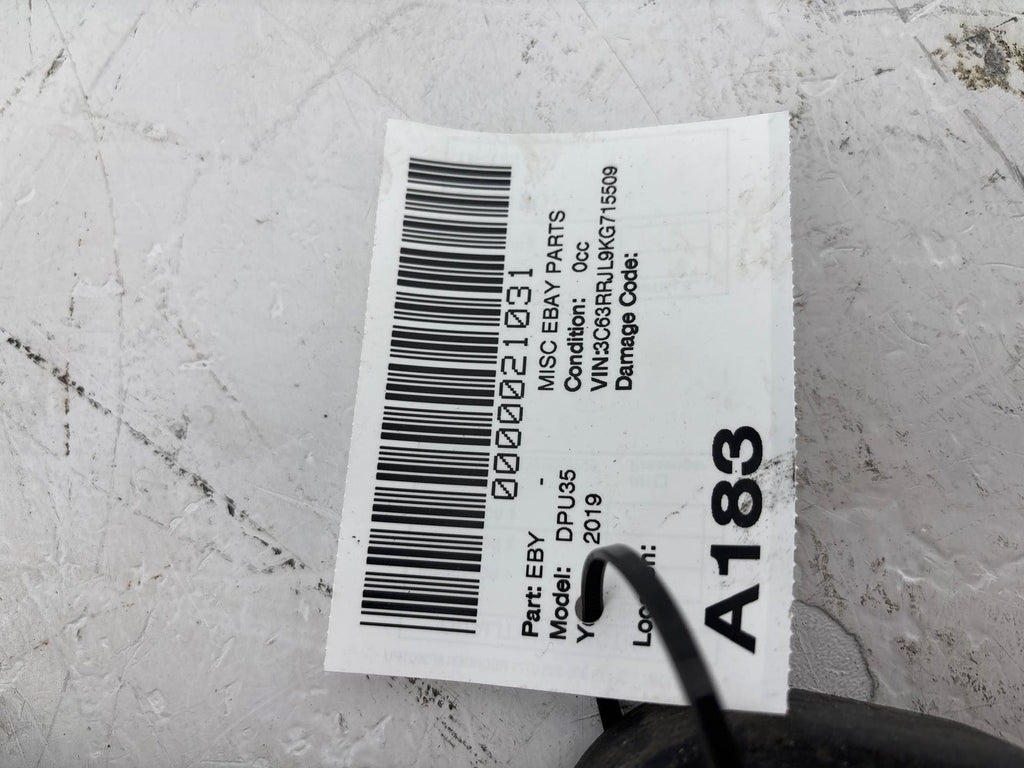 0000021031
Part: EBY - MISC EBAY PARTS
Model: DPU35 Condition: 0cc
2019 VIN:3C63RRJL9KG715509
Damage Code:
A183